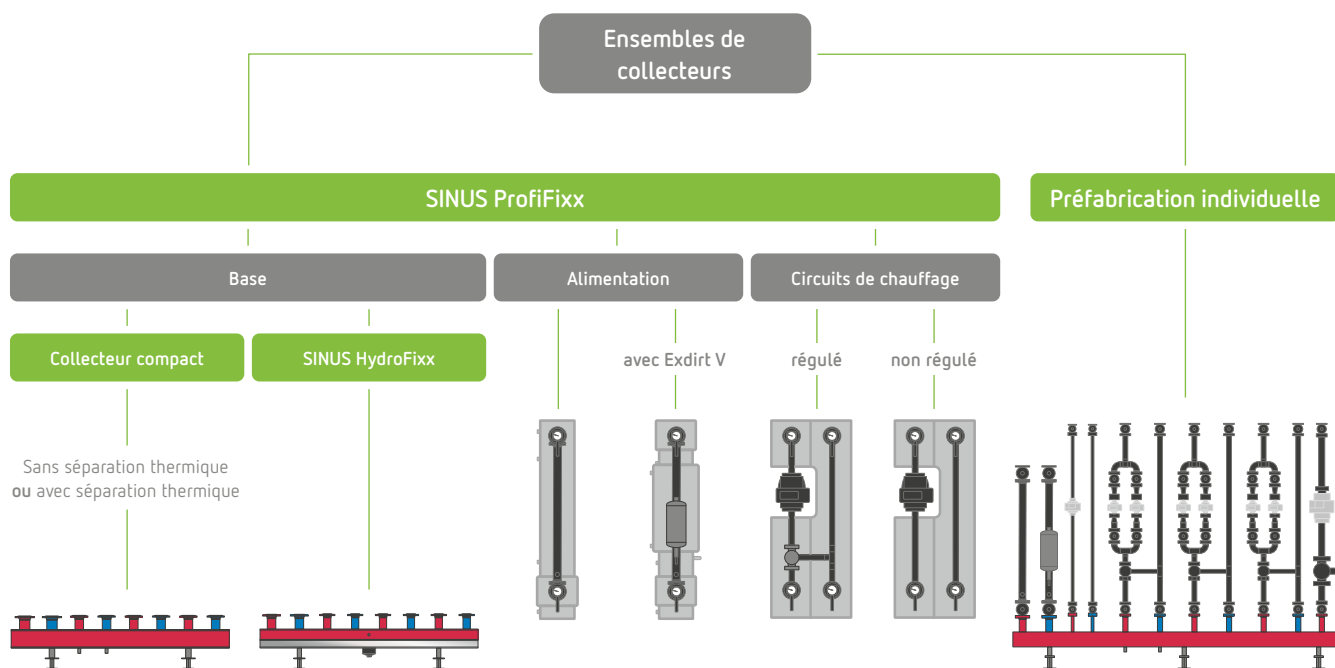 Ensembles de
collecteurs
SINUS ProfiFixx
Préfabrication individuelle
Base
Alimentation
Circuits de chauffage
Collecteur compact
SINUS HydroFixx
avec Exdirt V
régulé
non régulé
Sans séparation thermique
ou avec séparation thermique